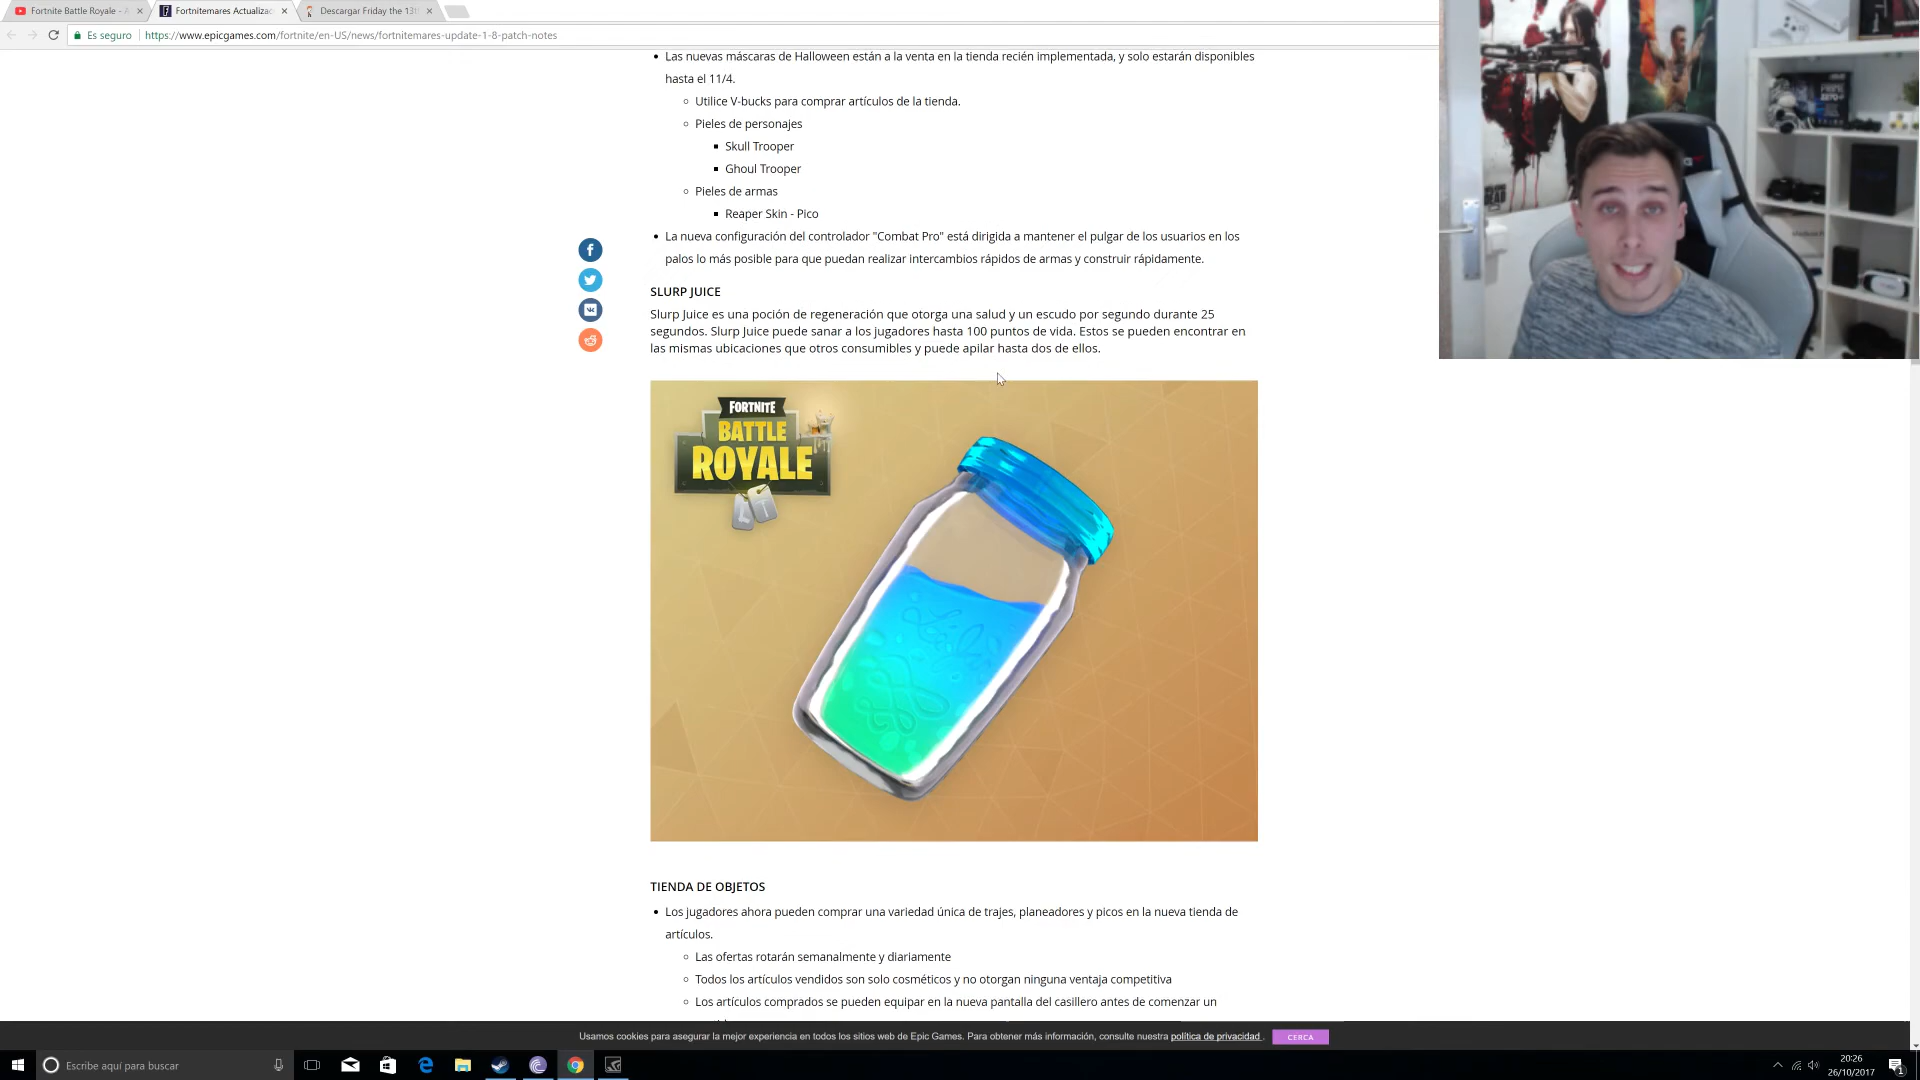 Fortnite Battle Royale -
Fortnitemares Actualizac
Descargar Friday the 13t
Es seguro
https://www.epicgames.com/fortnite/en-US/news/fortnitemares-update-1-8-patch-notes
Las nuevas máscaras de Halloween están a la venta en la tienda recién implementada, y solo estarán disponibles
hasta el 11/4.
Utilice V-bucks para comprar artículos de la tienda.
Pieles de personajes
Skull Trooper
Ghoul Trooper
Pieles de armas
Reaper Skin - Pico
La nueva configuración del controlador "Combat Pro" está dirigida a mantener el pulgar de los usuarios en los
palos lo más posible para que puedan realizar intercambios rápidos de armas y construir rápidamente.
SLURP JUICE
Slurp Juice es una poción de regeneración que otorga una salud y un escudo por segundo durante 25
segundos. Slurp Juice puede sanar a los jugadores hasta 100 puntos de vida. Estos se pueden encontrar en
las mismas ubicaciones que otros consumibles y puede apilar hasta dos de ellos.
FORTNITE
BATTLE
ROYALE
TIENDA DE OBJETOS
Los jugadores ahora pueden comprar una variedad única de trajes, planeadores y picos en la nueva tienda de
artículos.
Las ofertas rotarán semanalmente y diariamente
Todos los artículos vendidos son solo cosméticos y no otorgan ninguna ventaja competitiva
Los artículos comprados se pueden equipar en la nueva pantalla del casillero antes de comenzar un
Usamos cookies para asegurar la mejor experiencia en todos los sitios web de Epic Games. Para obtener más información, consulte nuestra política de privacidad .
CERCA
Escribe aquí para buscar
20:26
26/10/2017
1